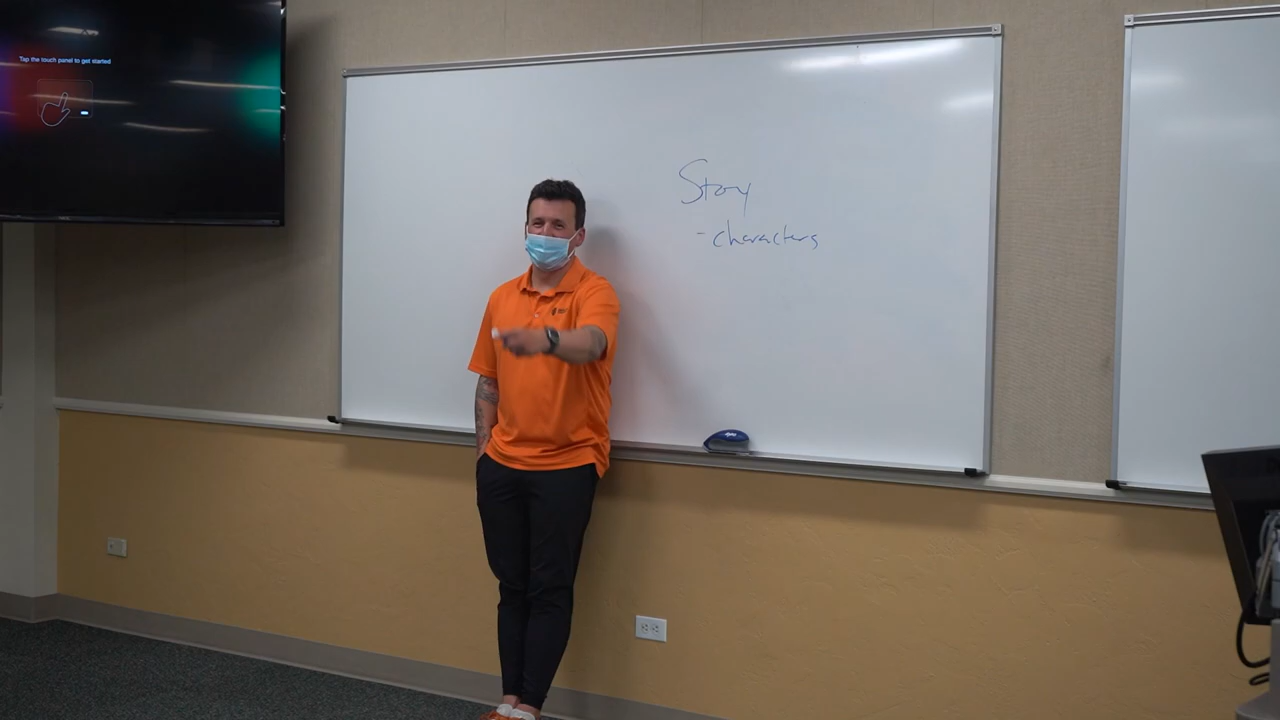 Tap the touch panel to get started
Story
- characters